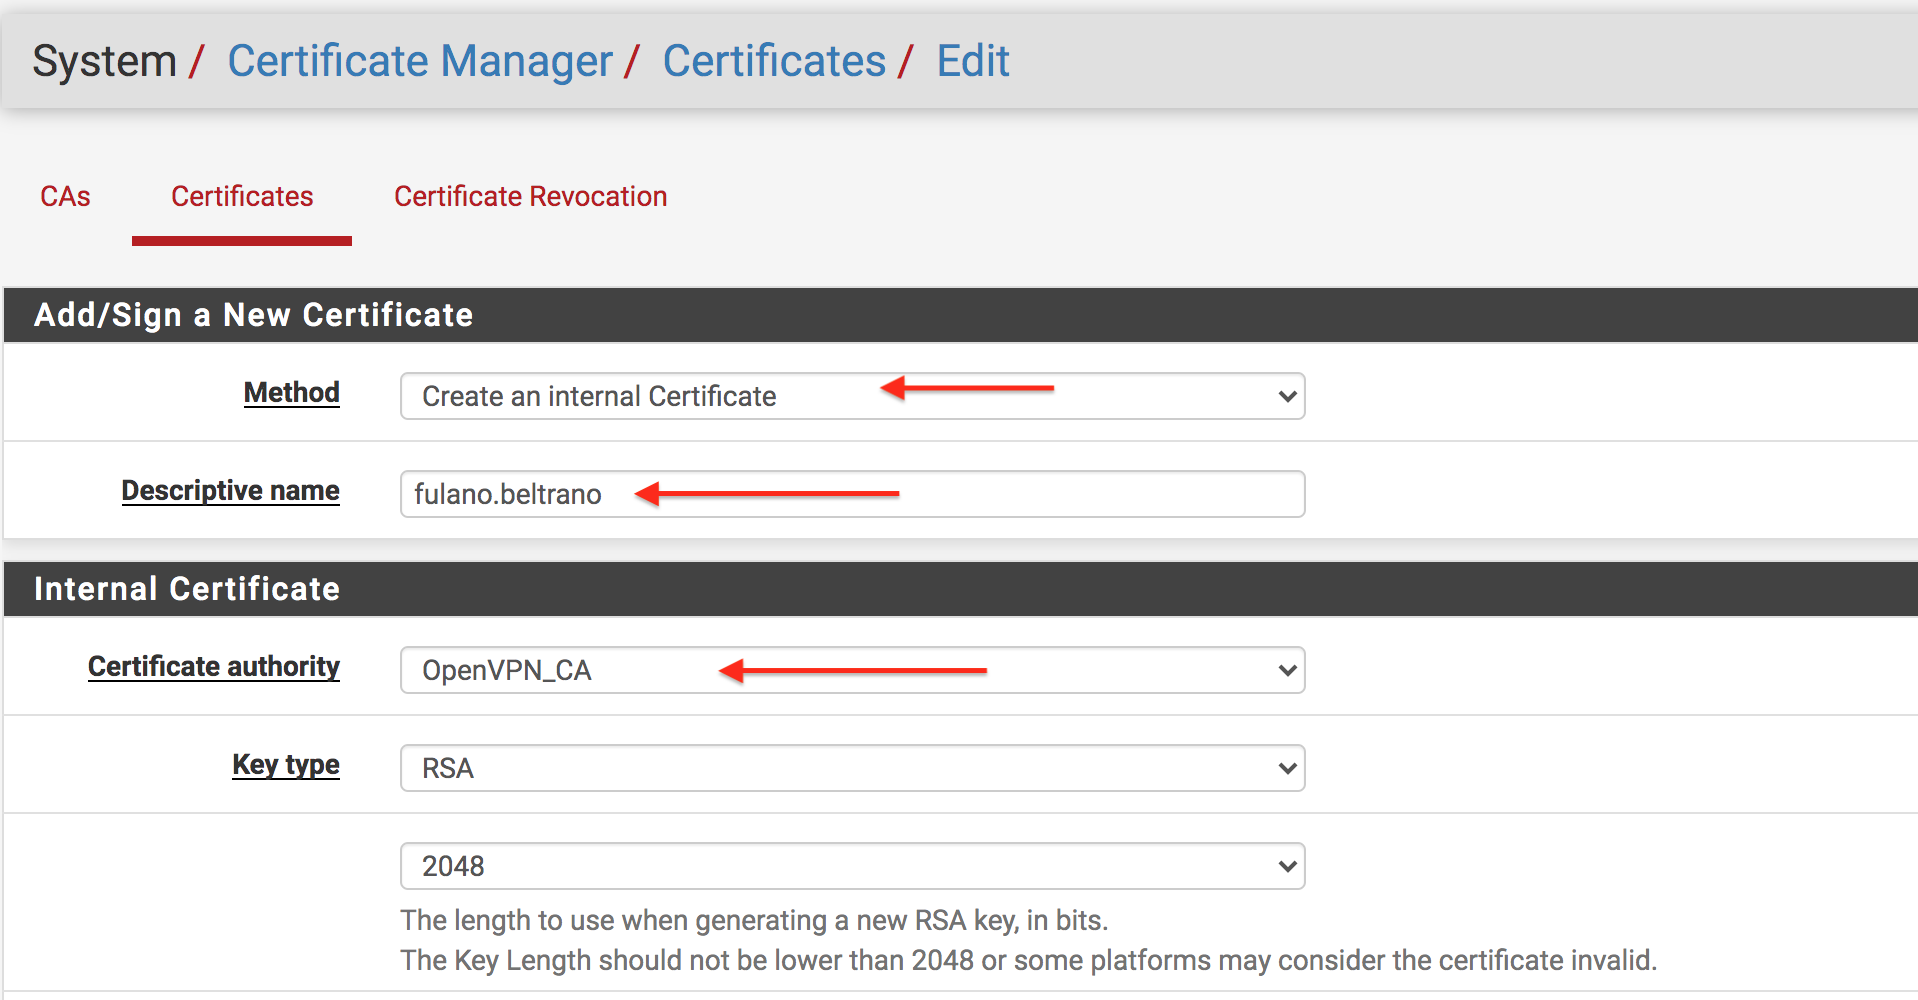 System / Certificate Manager / Certificates / Edit
CAs Certificates Certificate Revocation
Add/Sign a New Certificate
Method Create an internal Certificate
Descriptive name fulano.beltrano
Internal Certificate
Certificate authority OpenVPN_CA
Key type RSA
2048
The length to use when generating a new RSA key, in bits.
The Key Length should not be lower than 2048 or some platforms may consider the certificate invalid.